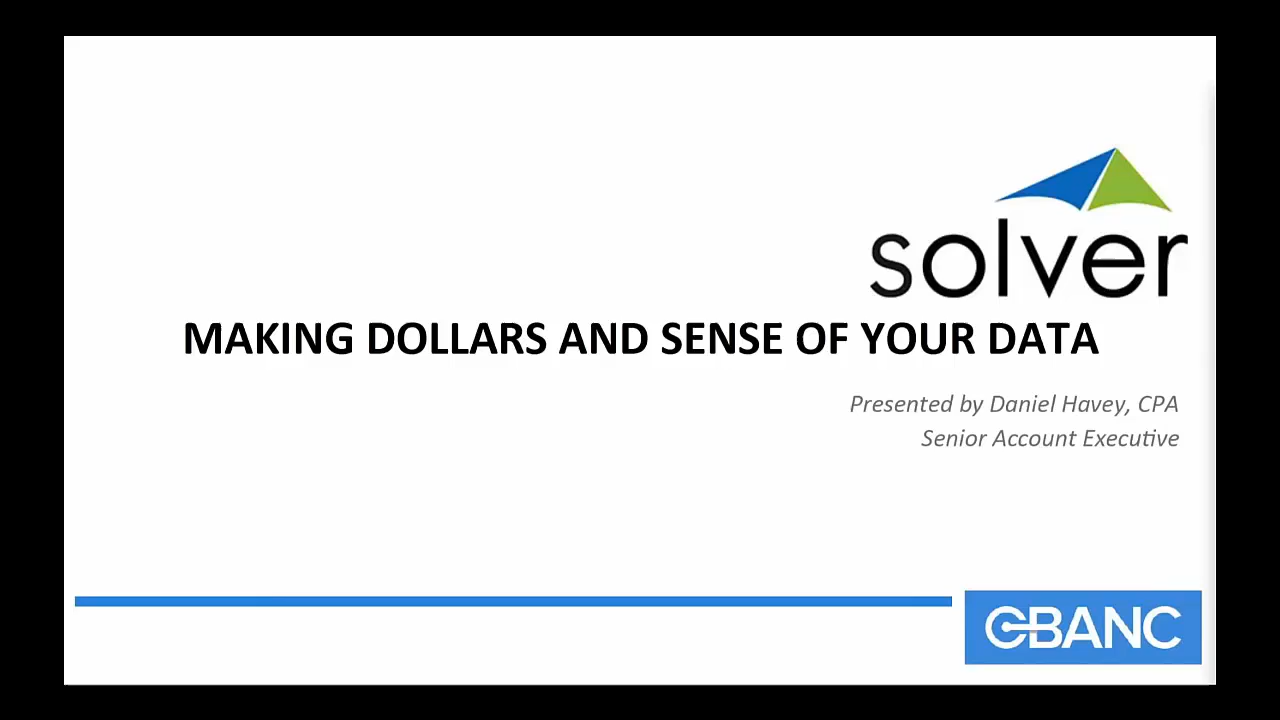 solver
MAKING DOLLARS AND SENSE OF YOUR DATA
Presented by Daniel Havey, CPA
Senior Account Executive
CBANC